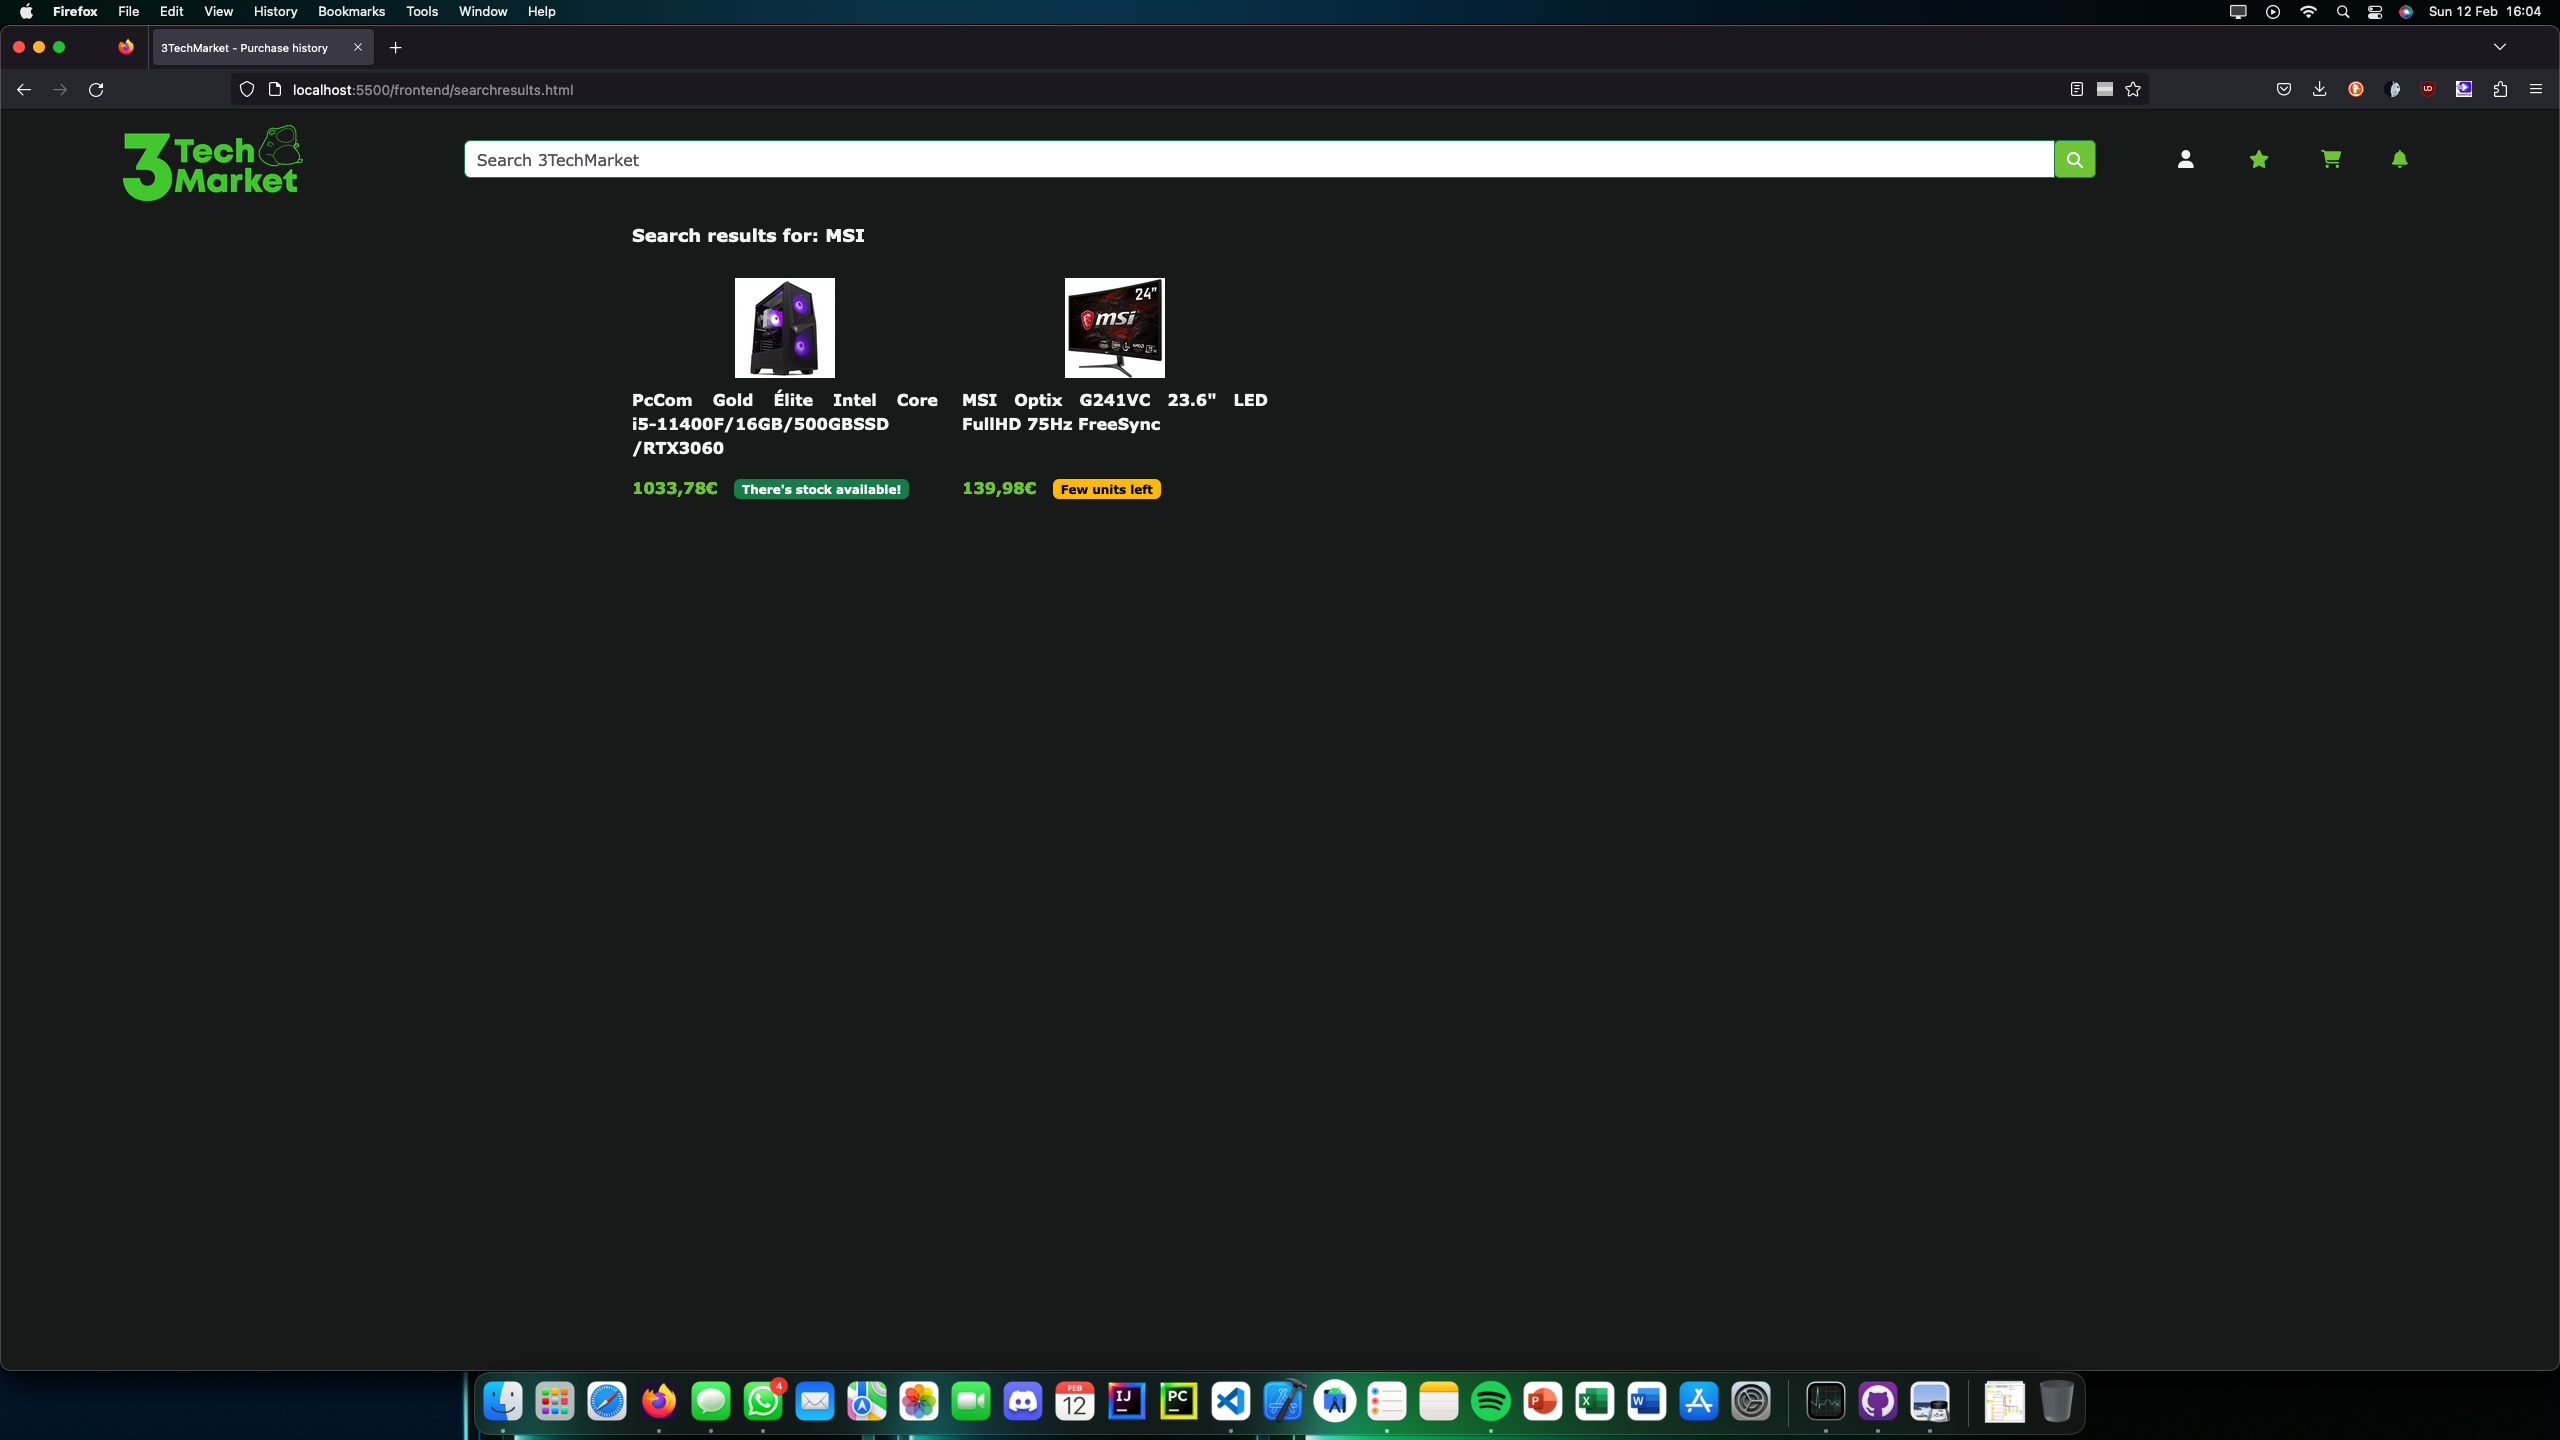 Firefox File Edit View History Bookmarks Tools Window Help
Sun 12 Feb 16:04
3TechMarket - Purchase history
localhost:5500/frontend/searchresults.html
3 Tech Market
Search 3TechMarket
Search results for: MSI
24”
msi
PcCom Gold Élite Intel Core
i5-11400F/16GB/500GBSSD
/RTX3060
MSI Optix G241VC 23.6" LED
FullHD 75Hz FreeSync
1033,78€ There's stock available!
139,98€ Few units left
4
FEB
12
IJ
PC
P
X
W